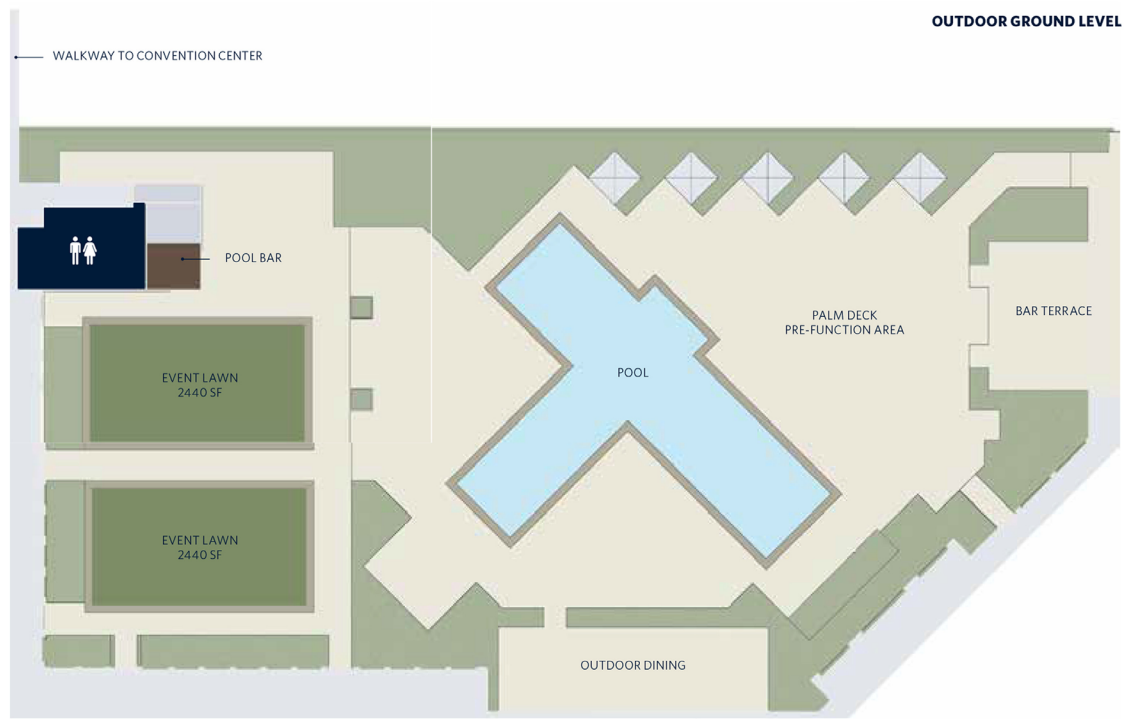 OUTDOOR GROUND LEVEL
WALKWAY TO CONVENTION CENTER
POOL BAR
PALM DECK
PRE-FUNCTION AREA
BAR TERRACE
EVENT LAWN
2440 SF
POOL
EVENT LAWN
2440 SF
OUTDOOR DINING